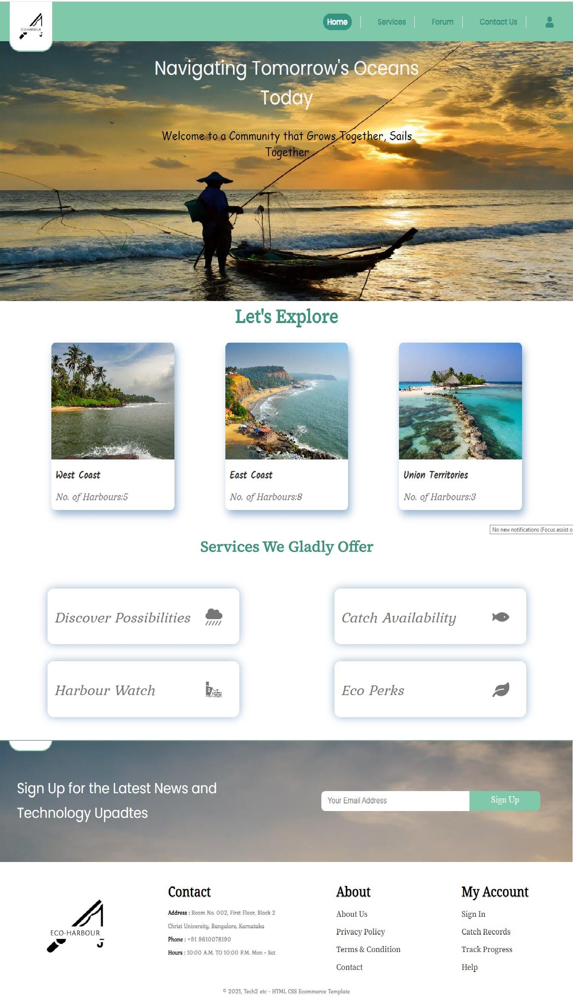 ECO-HARBOUR
Home
Services
Forum
Contact Us
Navigating Tomorrow's Oceans
Today
Welcome to a Community that Grows Together, Sails
Together
Let's Explore
West Coast
No. of Harbours:5
East Coast
No. of Harbours:8
Union Territories
No. of Harbours:3
No new notifications (Focus assist o
Services We Gladly Offer
Discover Possibilities
Catch Availability
Harbour Watch
Eco Perks
Sign Up for the Latest News and
Technology Upadtes
Your Email Address
Sign Up
ECO-HARBOUR
Contact
Address : Room No. 002, First Floor, Block 2
Christ University, Bangalore, Karnataka
Phone : +91 9610078190
Hours : 10:00 A.M. TO 10:00 P.M. Mon - Sat
About
About Us
Privacy Policy
Terms & Condition
Contact
My Account
Sign In
Catch Records
Track Progress
Help
© 2021, Tech2 etc - HTML CSS Ecommerce Template